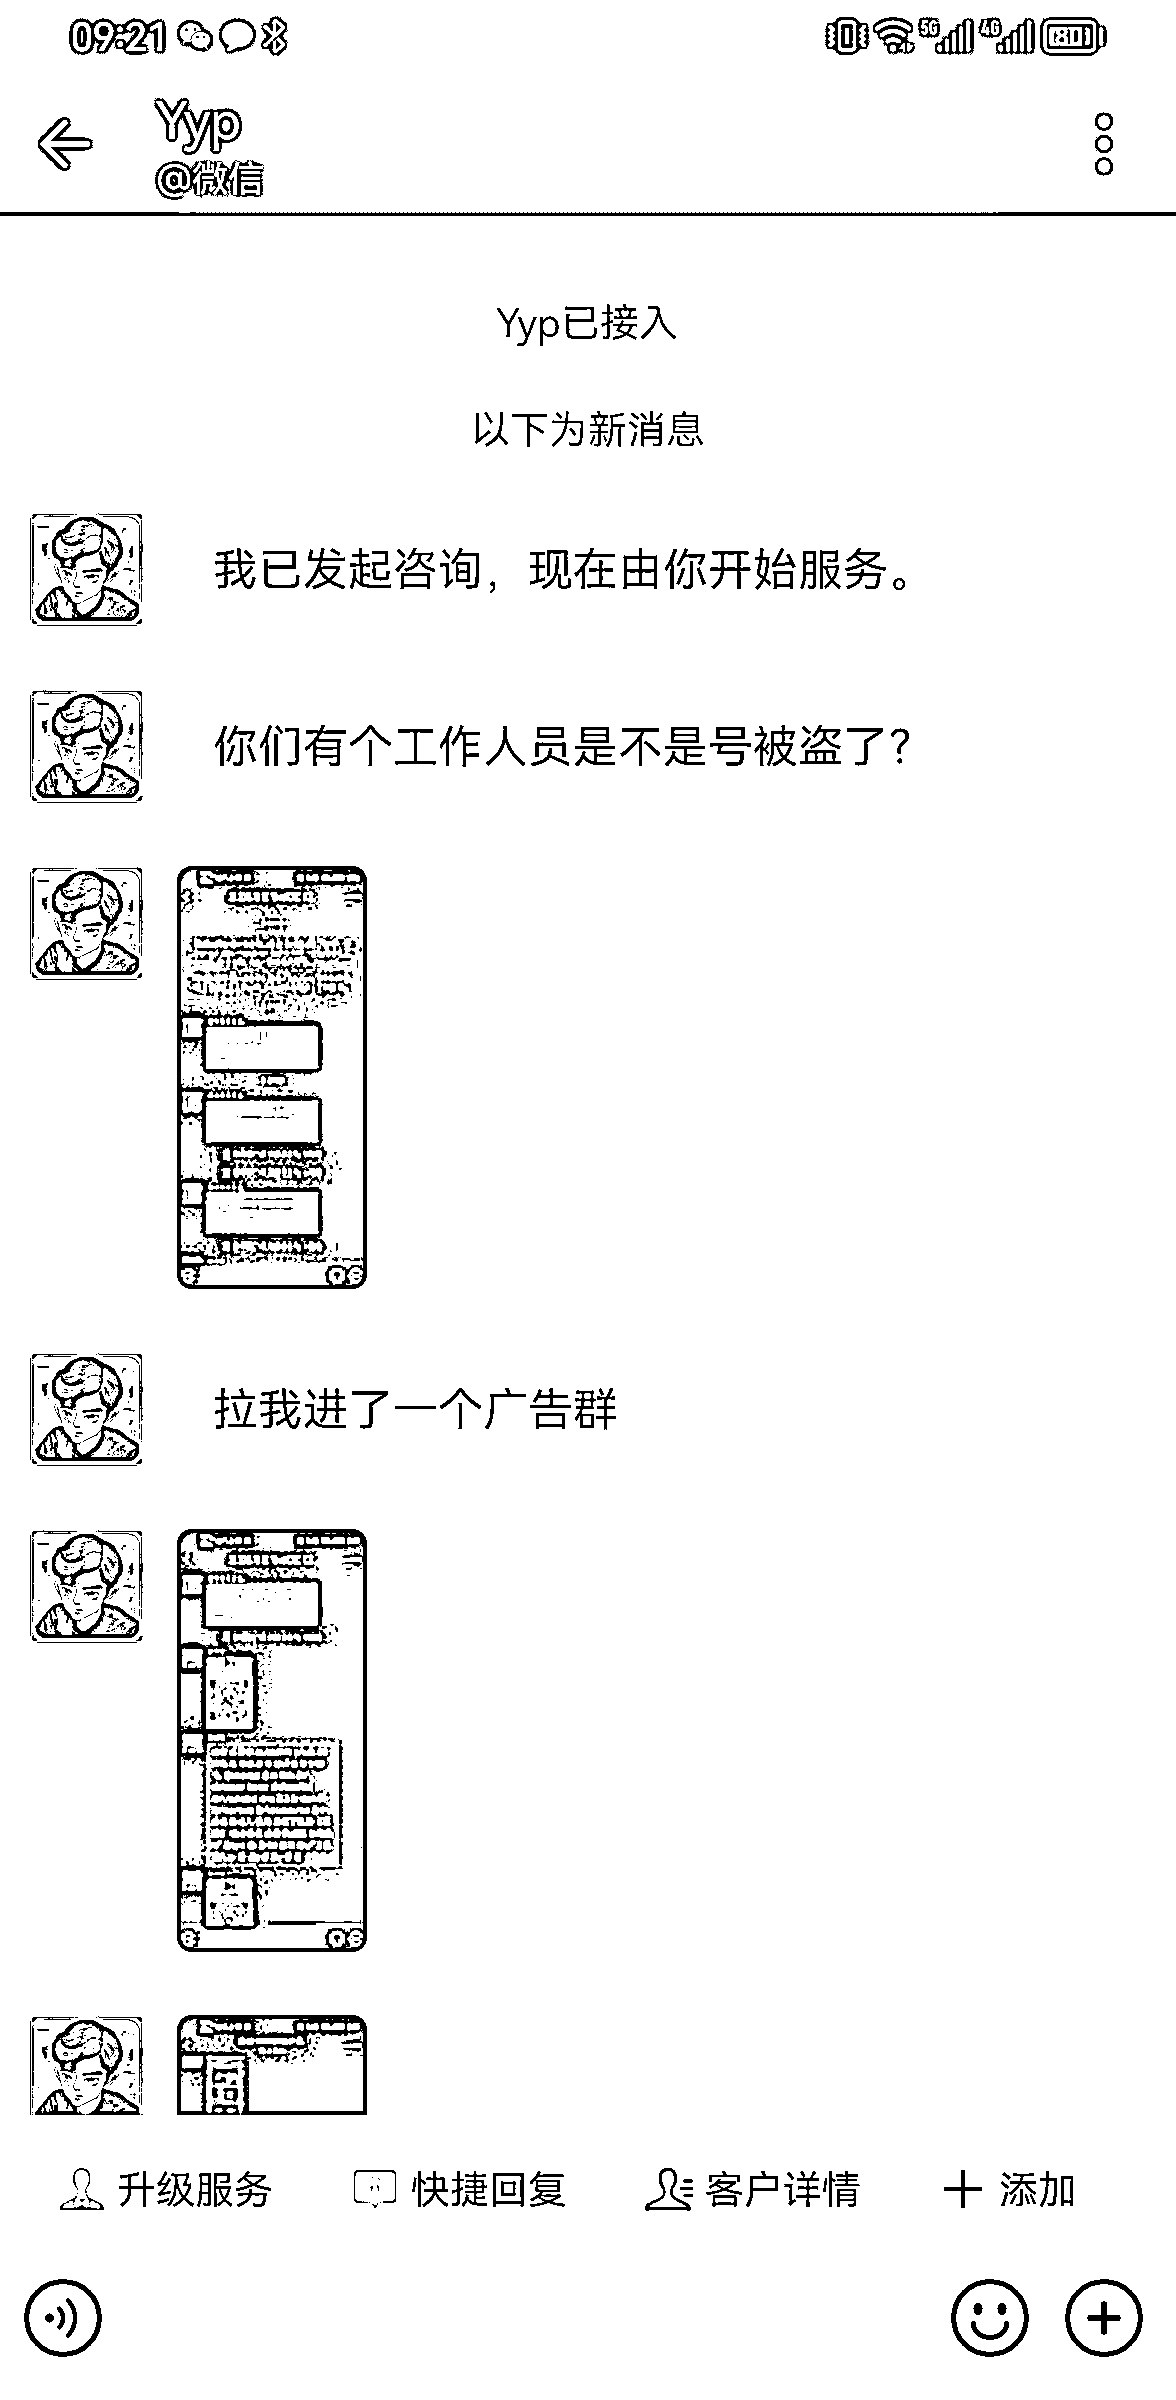 09:21
5G
4G
80
Yyp
@微信
Yyp已接入
以下为新消息
我已发起咨询，现在由你开始服务。
你们有个工作人员是不是号被盗了？
拉我进了一个广告群
升级服务 快捷回复 客户详情 添加